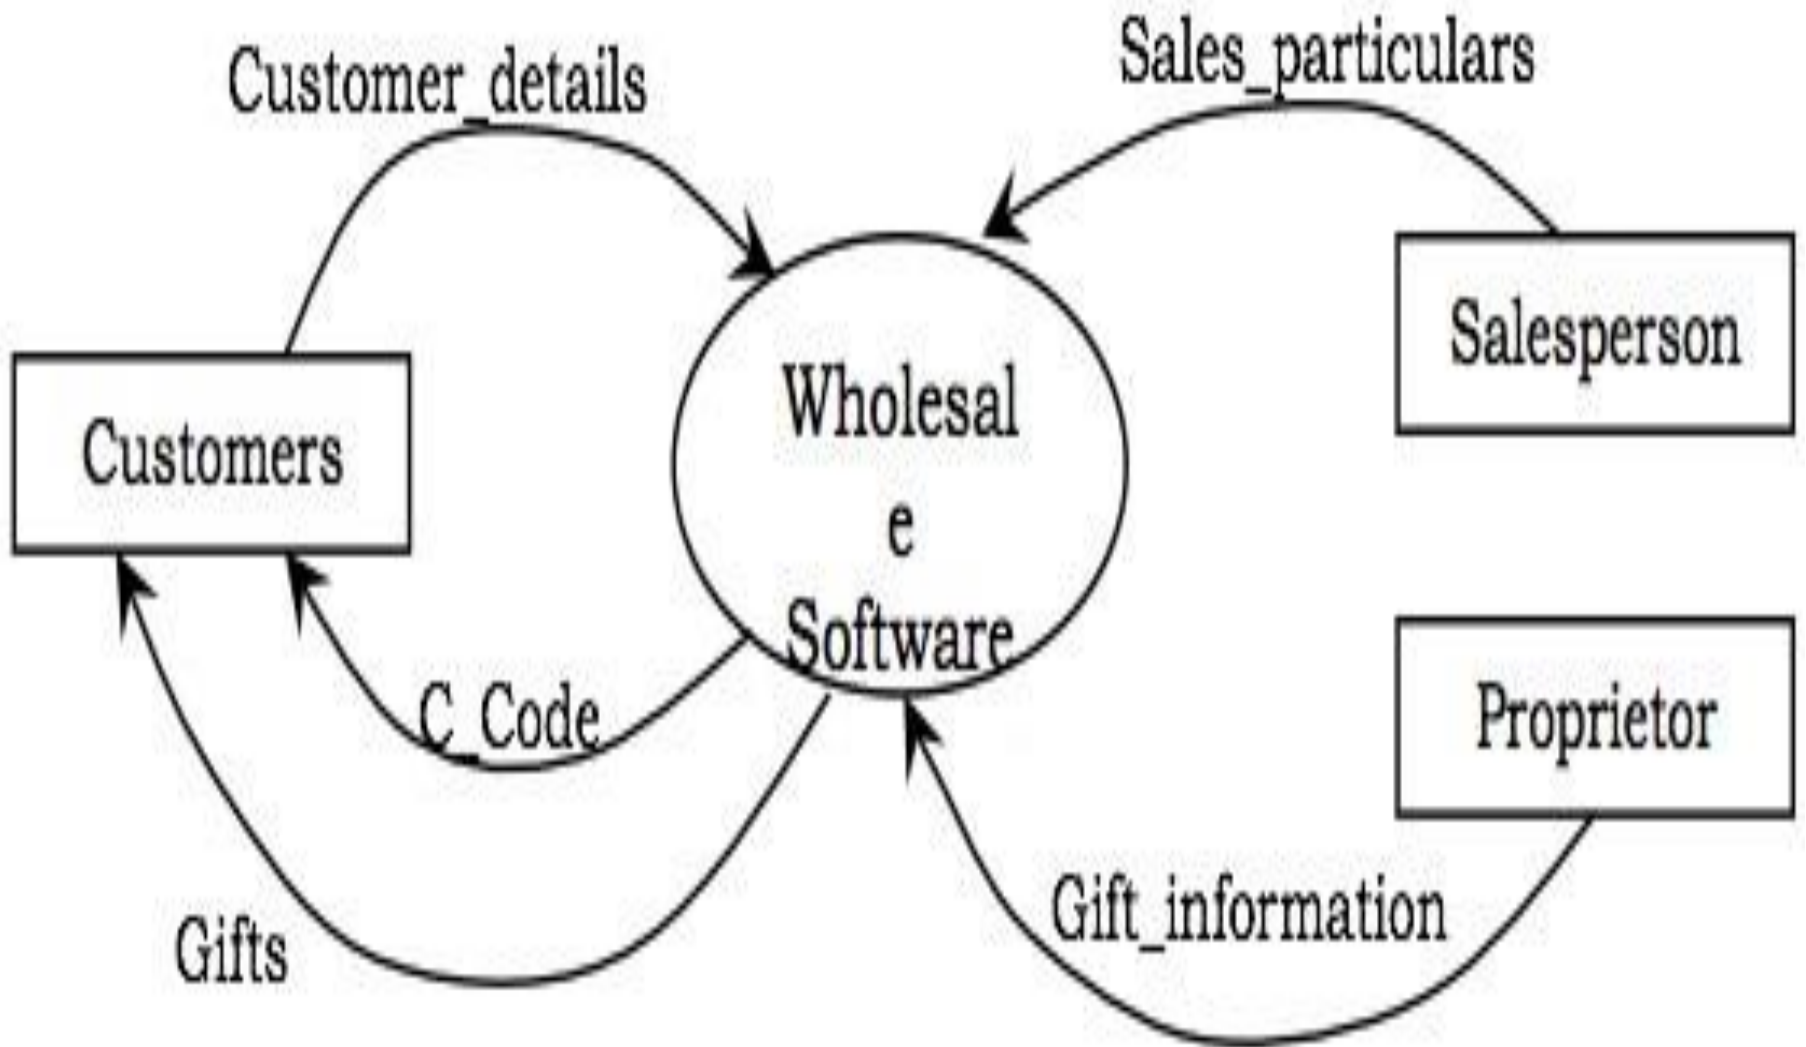 Customer_details
Sales_particulars
Salesperson
Customers
Wholesal
e
Software
C_Code
Proprietor
Gifts
Gift_information